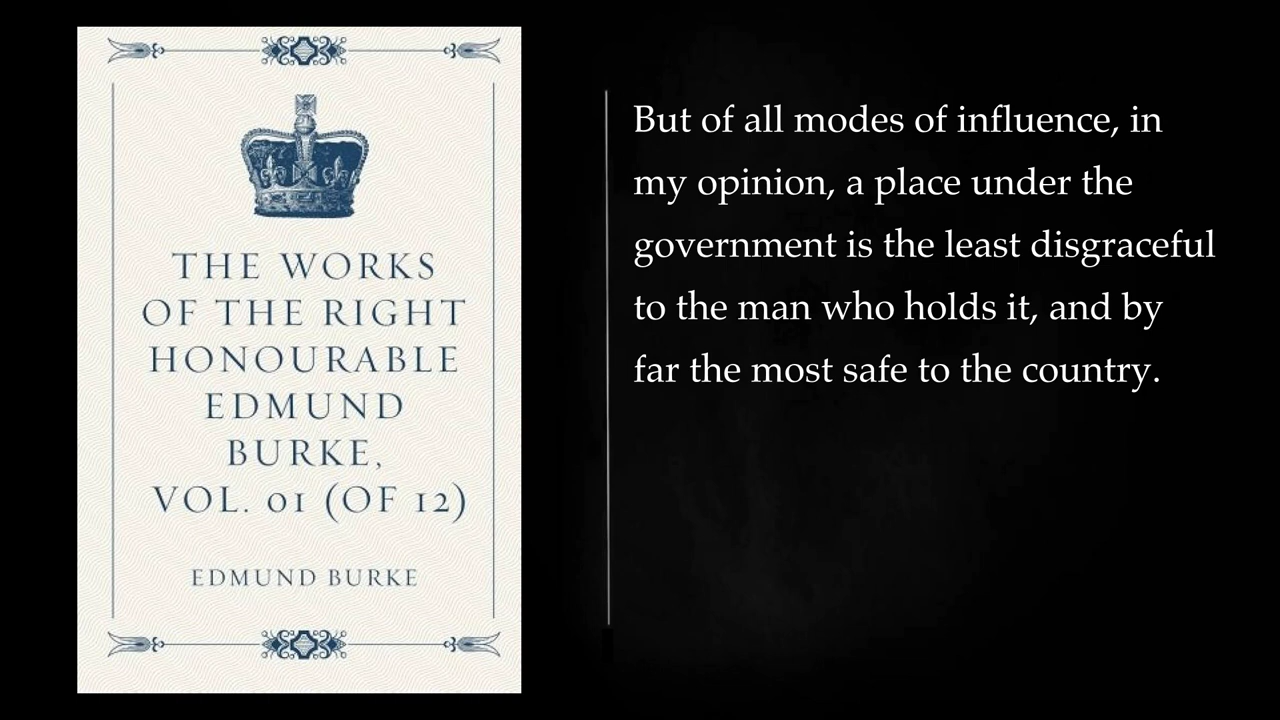 THE WORKS
OF THE RIGHT
HONOURABLE
EDMUND
BURKE,
VOL. 01 (OF 12)
EDMUND BURKE
But of all modes of influence, in
my opinion, a place under the
government is the least disgraceful
to the man who holds it, and by
far the most safe to the country.